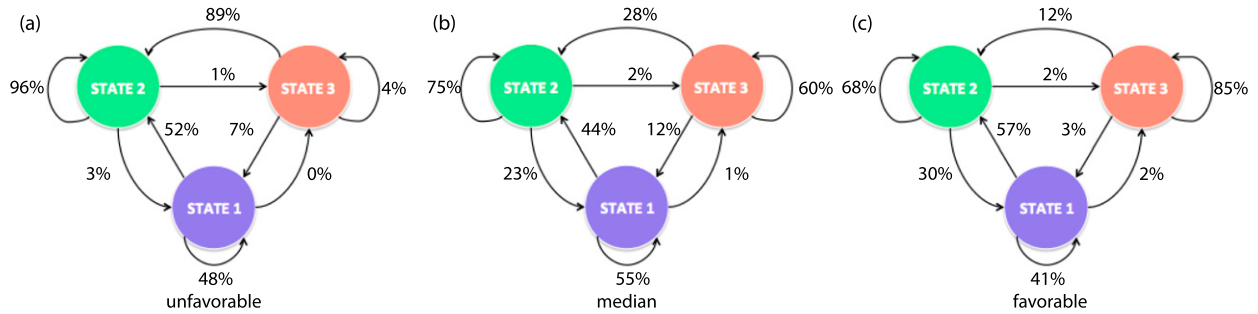 (a)
89%
STATE 2
STATE 3
96%
1%
4%
52%
7%
3%
0%
STATE 1
48%
unfavorable
(b)
28%
STATE 2
STATE 3
75%
2%
60%
44%
12%
23%
1%
STATE 1
55%
median
(c)
12%
STATE 2
STATE 3
68%
2%
85%
57%
3%
30%
2%
STATE 1
41%
favorable